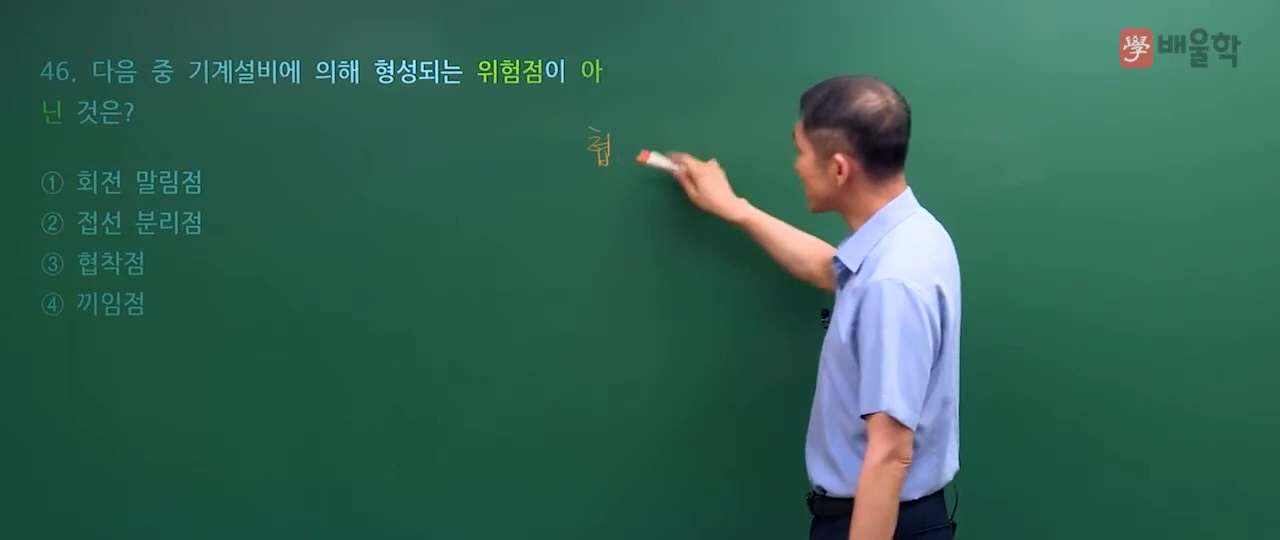 學 배울학
46. 다음 중 기계설비에 의해 형성되는 위험점이 아
닌 것은?
협
① 회전 말림점
② 접선 분리점
③ 협착점
④ 끼임점